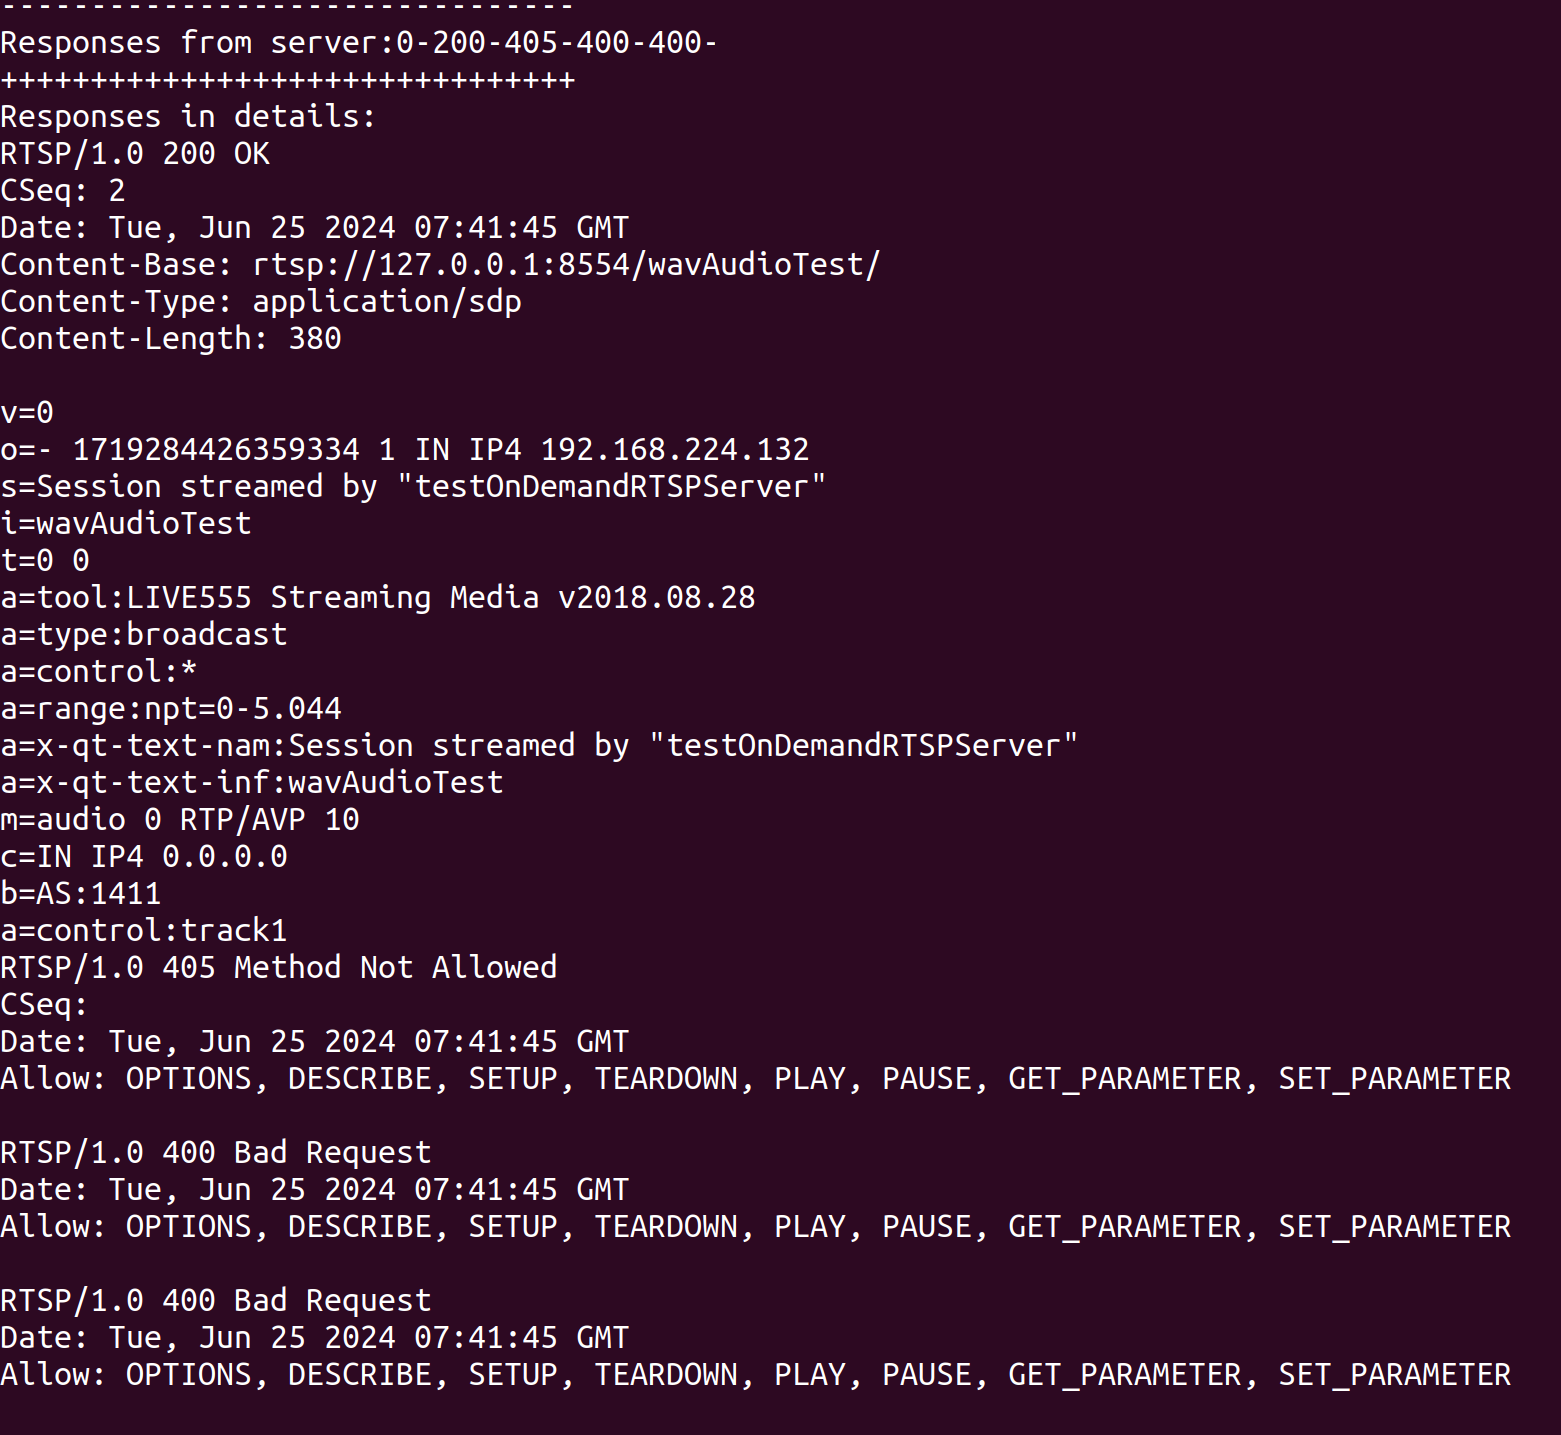 --------------------------------
Responses from server:0-200-405-400-400-
++++++++++++++++++++++++++++++++
Responses in details:
RTSP/1.0 200 OK
CSeq: 2
Date: Tue, Jun 25 2024 07:41:45 GMT
Content-Base: rtsp://127.0.0.1:8554/wavAudioTest/
Content-Type: application/sdp
Content-Length: 380

v=0
o=- 1719284426359334 1 IN IP4 192.168.224.132
s=Session streamed by "testOnDemandRTSPServer"
i=wavAudioTest
t=0 0
a=tool:LIVE555 Streaming Media v2018.08.28
a=type:broadcast
a=control:*
a=range:npt=0-5.044
a=x-qt-text-nam:Session streamed by "testOnDemandRTSPServer"
a=x-qt-text-inf:wavAudioTest
m=audio 0 RTP/AVP 10
c=IN IP4 0.0.0.0
b=AS:1411
a=control:track1
RTSP/1.0 405 Method Not Allowed
CSeq:
Date: Tue, Jun 25 2024 07:41:45 GMT
Allow: OPTIONS, DESCRIBE, SETUP, TEARDOWN, PLAY, PAUSE, GET_PARAMETER, SET_PARAMETER

RTSP/1.0 400 Bad Request
Date: Tue, Jun 25 2024 07:41:45 GMT
Allow: OPTIONS, DESCRIBE, SETUP, TEARDOWN, PLAY, PAUSE, GET_PARAMETER, SET_PARAMETER

RTSP/1.0 400 Bad Request
Date: Tue, Jun 25 2024 07:41:45 GMT
Allow: OPTIONS, DESCRIBE, SETUP, TEARDOWN, PLAY, PAUSE, GET_PARAMETER, SET_PARAMETER